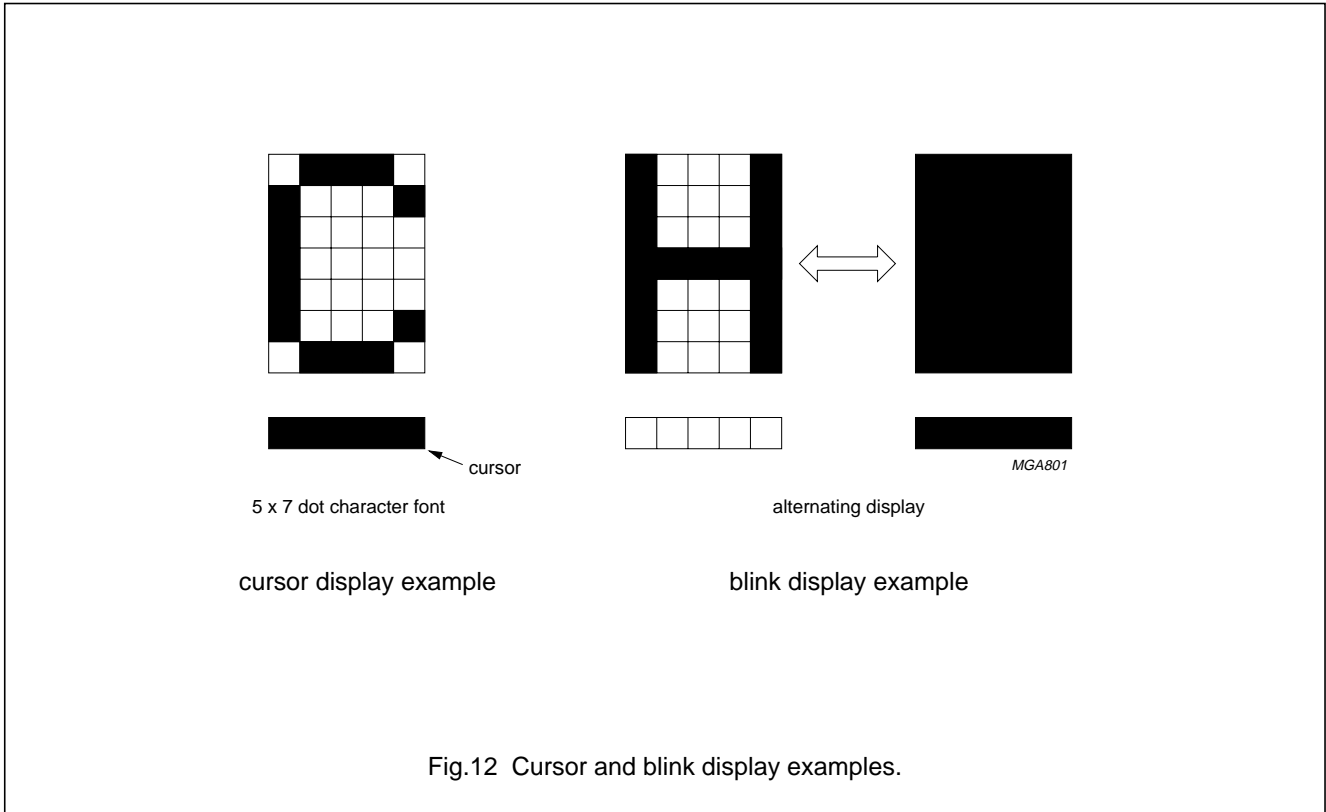 cursor
MGA801
5 x 7 dot character font
alternating display
cursor display example
blink display example
Fig.12 Cursor and blink display examples.